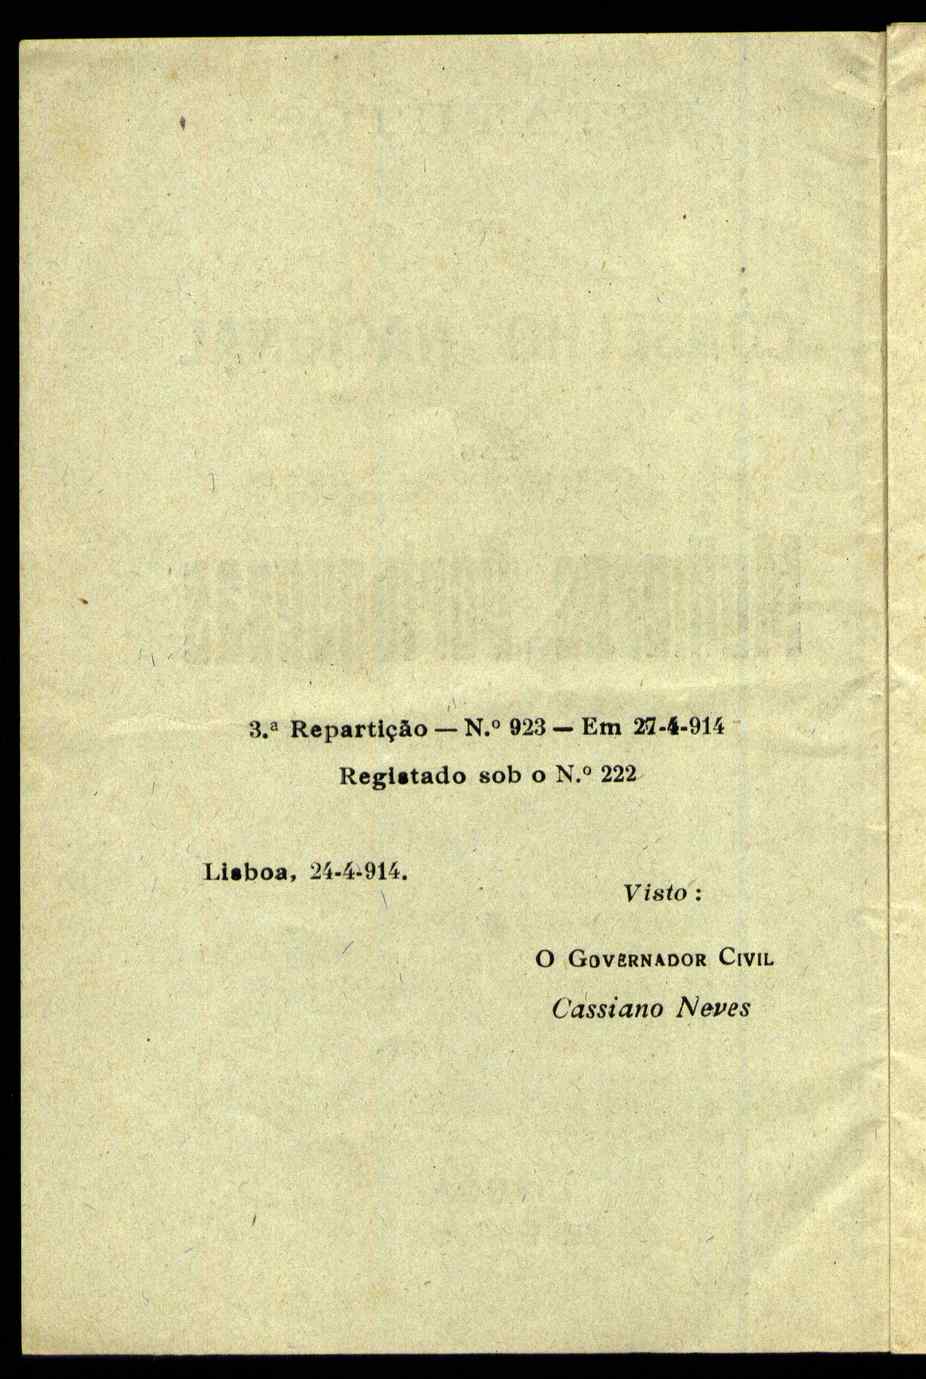 3.ª Repartição — N.º 923 — Em 27-4-914
Registado sob o N.º 222
Lisboa, 24-4-914.
Visto :
O GOVERNADOR CIVIL
Cassiano Neves